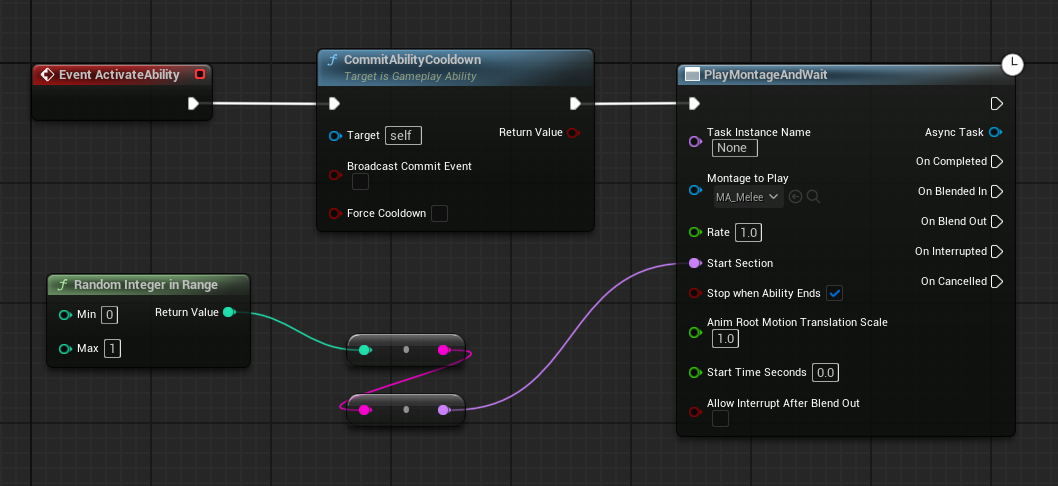 Event ActivateAbility
f CommitAbilityCooldown
Target is Gameplay Ability
Target self
Return Value
Broadcast Commit Event
Force Cooldown
PlayMontageAndWait
Task Instance Name
None
Async Task
On Completed
Montage to Play
MA_Melee
On Blended In
On Blend Out
Rate 1.0
On Interrupted
Start Section
On Cancelled
Stop when Ability Ends
Anim Root Motion Translation Scale
1.0
Start Time Seconds 0.0
Allow Interrupt After Blend Out
f Random Integer in Range
Min 0
Return Value
Max 1